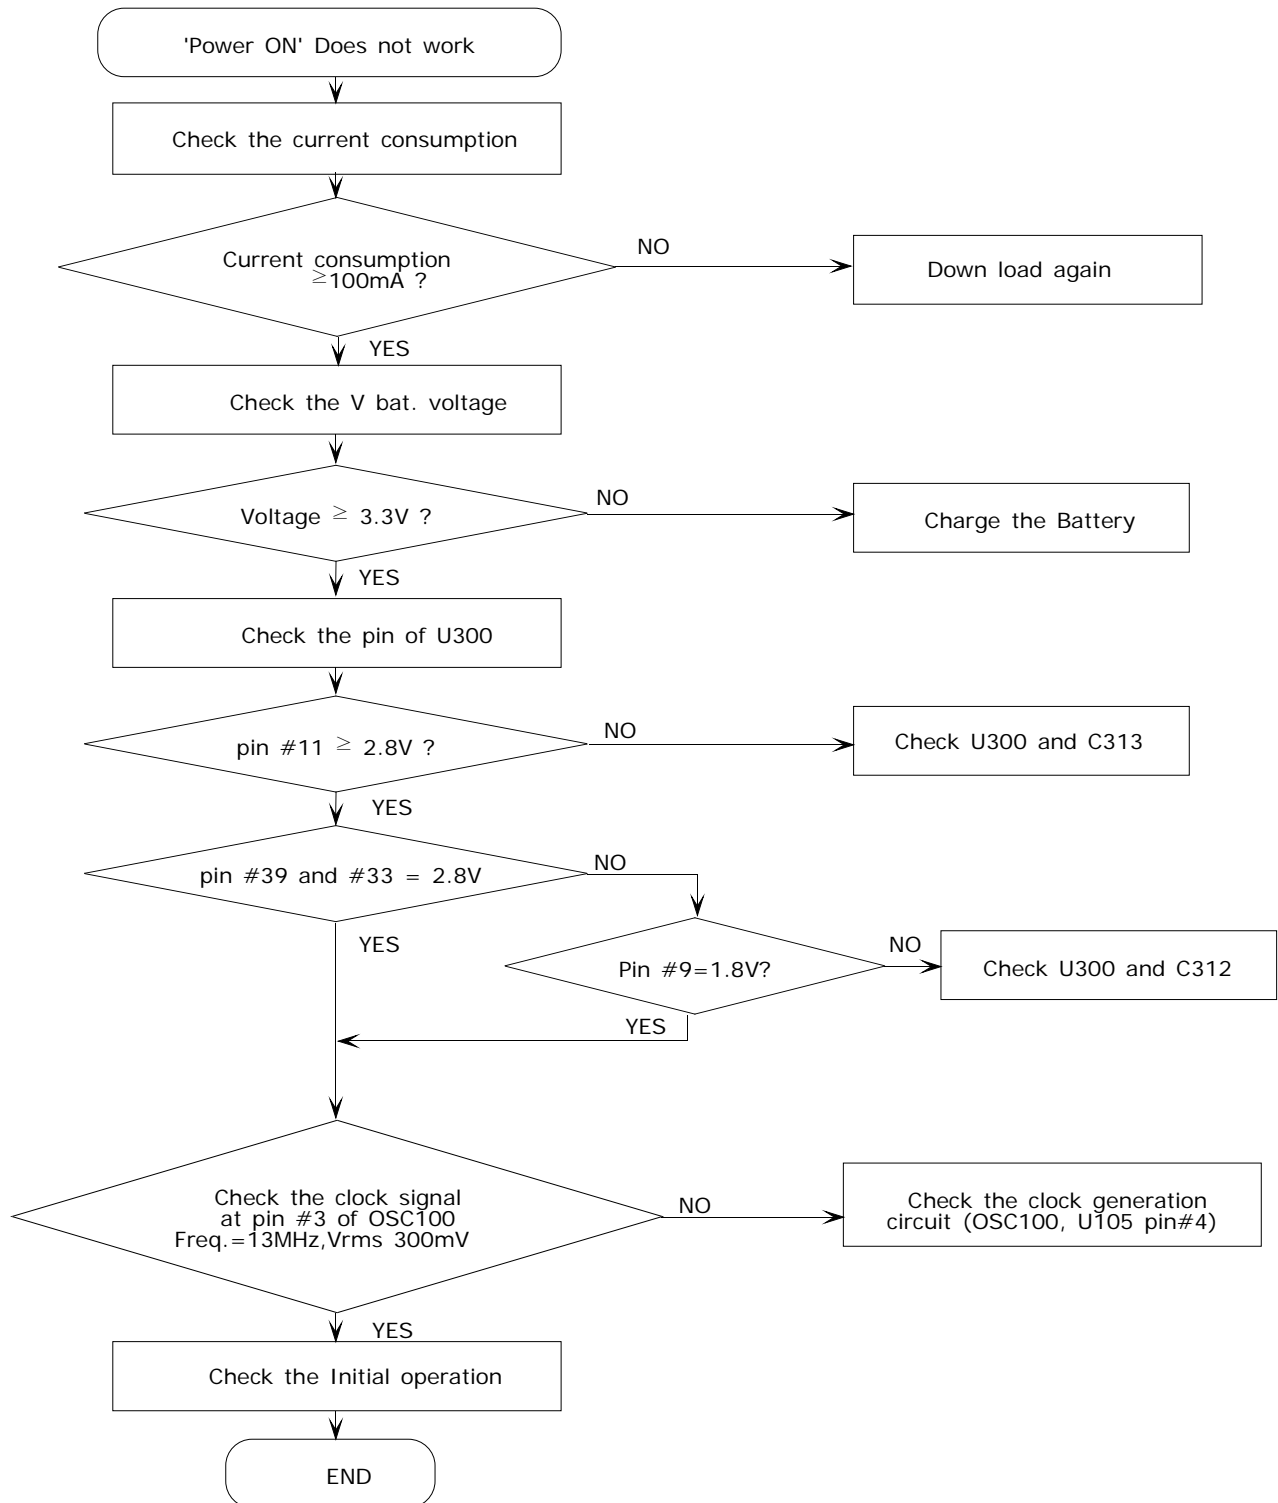 'Power ON' Does not work
Check the current consumption
Current consumption
≥100mA ?
NO
Down load again
YES
Check the V bat. voltage
Voltage ≥ 3.3V ?
NO
Charge the Battery
YES
Check the pin of U300
pin #11 ≥ 2.8V ?
NO
Check U300 and C313
YES
pin #39 and #33 = 2.8V
NO
YES
Pin #9=1.8V?
NO
Check U300 and C312
YES
Check the clock signal
at pin #3 of OSC100
Freq.=13MHz,Vrms 300mV
NO
Check the clock generation
circuit (OSC100, U105 pin#4)
YES
Check the Initial operation
END